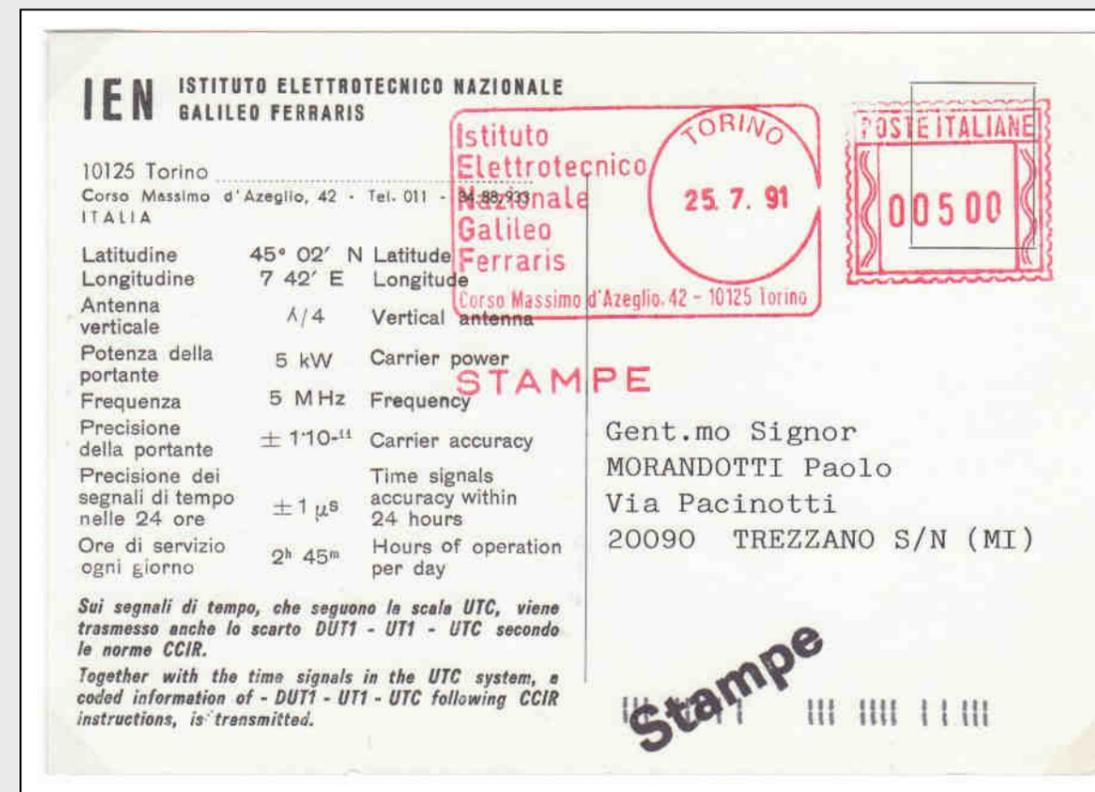 IEN ISTITUTO ELETTROTECNICO NAZIONALE
GALILEO FERRARIS
10125 Torino
Corso Massimo d'Azeglio, 42 - Tel. 011 - 34.88.933
ITALIA
Latitudine 45° 02′ N Latitude
Longitudine 7 42′ E Longitude
Antenna
verticale λ/4 Vertical antenna
Potenza della
portante 5 kW Carrier power
Frequenza 5 MHz Frequency
Precisione
della portante ± 1·10-¹¹ Carrier accuracy
Precisione dei
segnali di tempo
nelle 24 ore ± 1 μs Time signals
accuracy within
24 hours
Ore di servizio
ogni giorno 2ʰ 45ᵐ Hours of operation
per day
Sui segnali di tempo, che seguono la scala UTC, viene
trasmesso anche lo scarto DUT1 - UT1 - UTC secondo
le norme CCIR.
Together with the time signals in the UTC system, a
coded information of - DUT1 - UT1 - UTC following CCIR
instructions, is transmitted.
Istituto
Elettrotecnico
Nazionale
Galileo
Ferraris
Corso Massimo d'Azeglio, 42 - 10125 Torino
TORINO
25. 7. 91
POSTE ITALIANE
00500
STAMPE
Gent.mo Signor
MORANDOTTI Paolo
Via Pacinotti
20090 TREZZANO S/N (MI)
Stampe